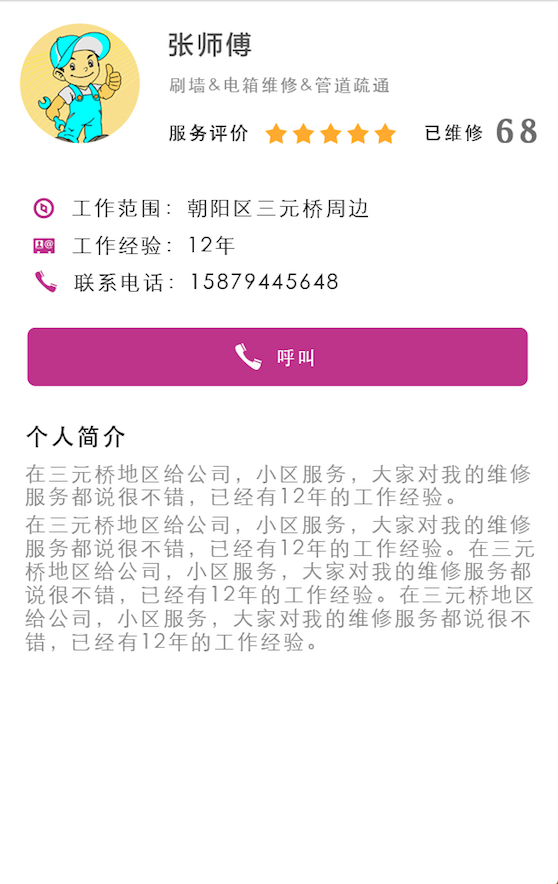 张师傅
刷墙&电箱维修&管道疏通
服务评价 已维修 68
工作范围：朝阳区三元桥周边
工作经验：12年
联系电话：15879445648
呼叫
个人简介
在三元桥地区给公司，小区服务，大家对我的维修
服务都说很不错，已经有12年的工作经验。
在三元桥地区给公司，小区服务，大家对我的维修
服务都说很不错，已经有12年的工作经验。在三元
桥地区给公司，小区服务，大家对我的维修服务都
说很不错，已经有12年的工作经验。在三元桥地区
给公司，小区服务，大家对我的维修服务都说很不
错，已经有12年的工作经验。